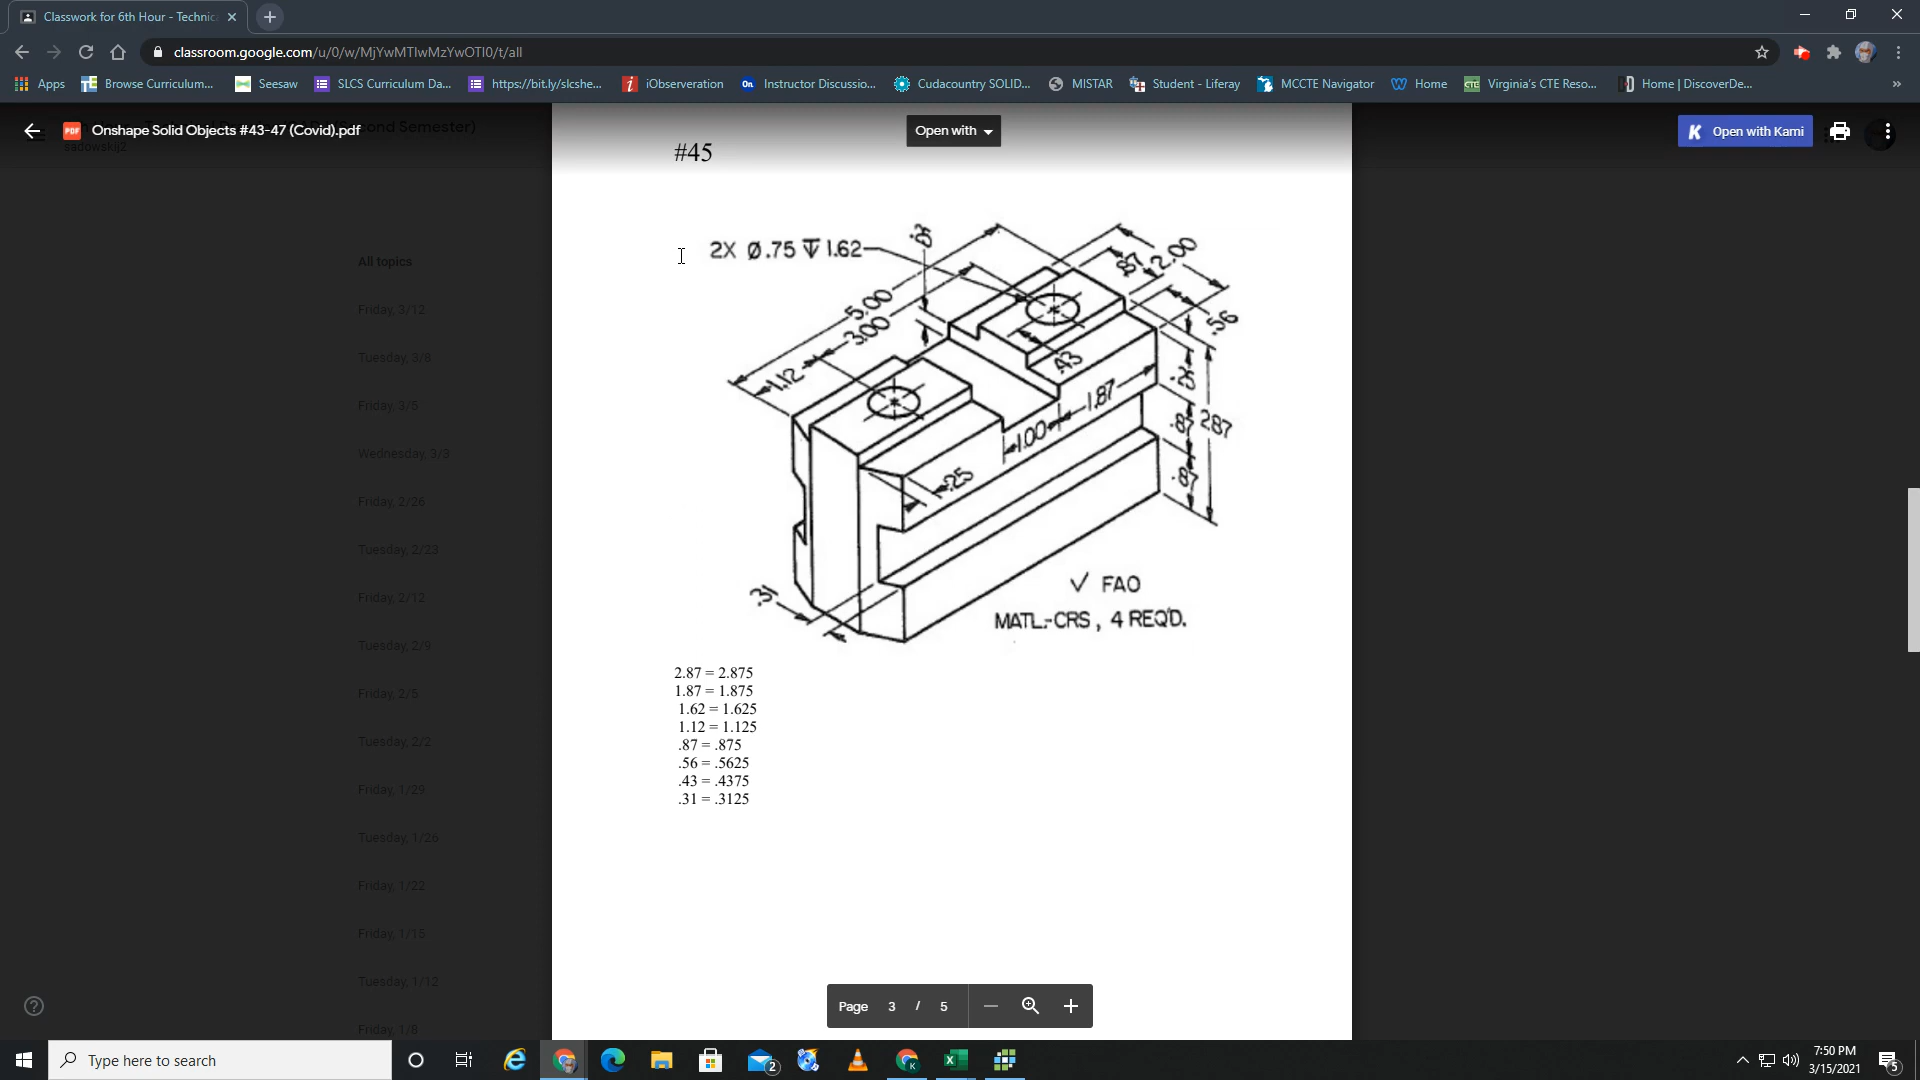 Classwork for 6th Hour - Technic
classroom.google.com/u/0/w/MjYwMTIwMzYwOTI0/t/all
Apps Browse Curriculum... Seesaw SLCS Curriculum Da... https://bit.ly/slcshe... iObserveration Instructor Discussio... Cudacountry SOLID... MISTAR Student - Liferay MCCTE Navigator Home Virginia's CTE Reso... Home | DiscoverDe... »
PDF Onshape Solid Objects #43-47 (Covid).pdf
Second Semester)
sadowskij2
Open with
K Open with Kami
All topics
Friday, 3/12
Tuesday, 3/8
Friday, 3/5
Wednesday, 3/3
Friday, 2/26
Tuesday, 2/23
Friday, 2/12
Tuesday, 2/9
Friday, 2/5
Tuesday, 2/2
Friday, 1/29
Tuesday, 1/26
Friday, 1/22
Friday, 1/15
Tuesday, 1/12
Friday, 1/8
#45
2X Ø.75 ↧ 1.62
.87
2.00
5.00
3.00
.56
1.12
.43
.25
1.87
.87
2.87
1.00
.25
.87
.31
√ FAO
MATL.-CRS, 4 REQ'D.
2.87 = 2.875
1.87 = 1.875
1.62 = 1.625
1.12 = 1.125
.87 = .875
.56 = .5625
.43 = .4375
.31 = .3125
Page 3 / 5
Type here to search
2
7:50 PM
3/15/2021
5